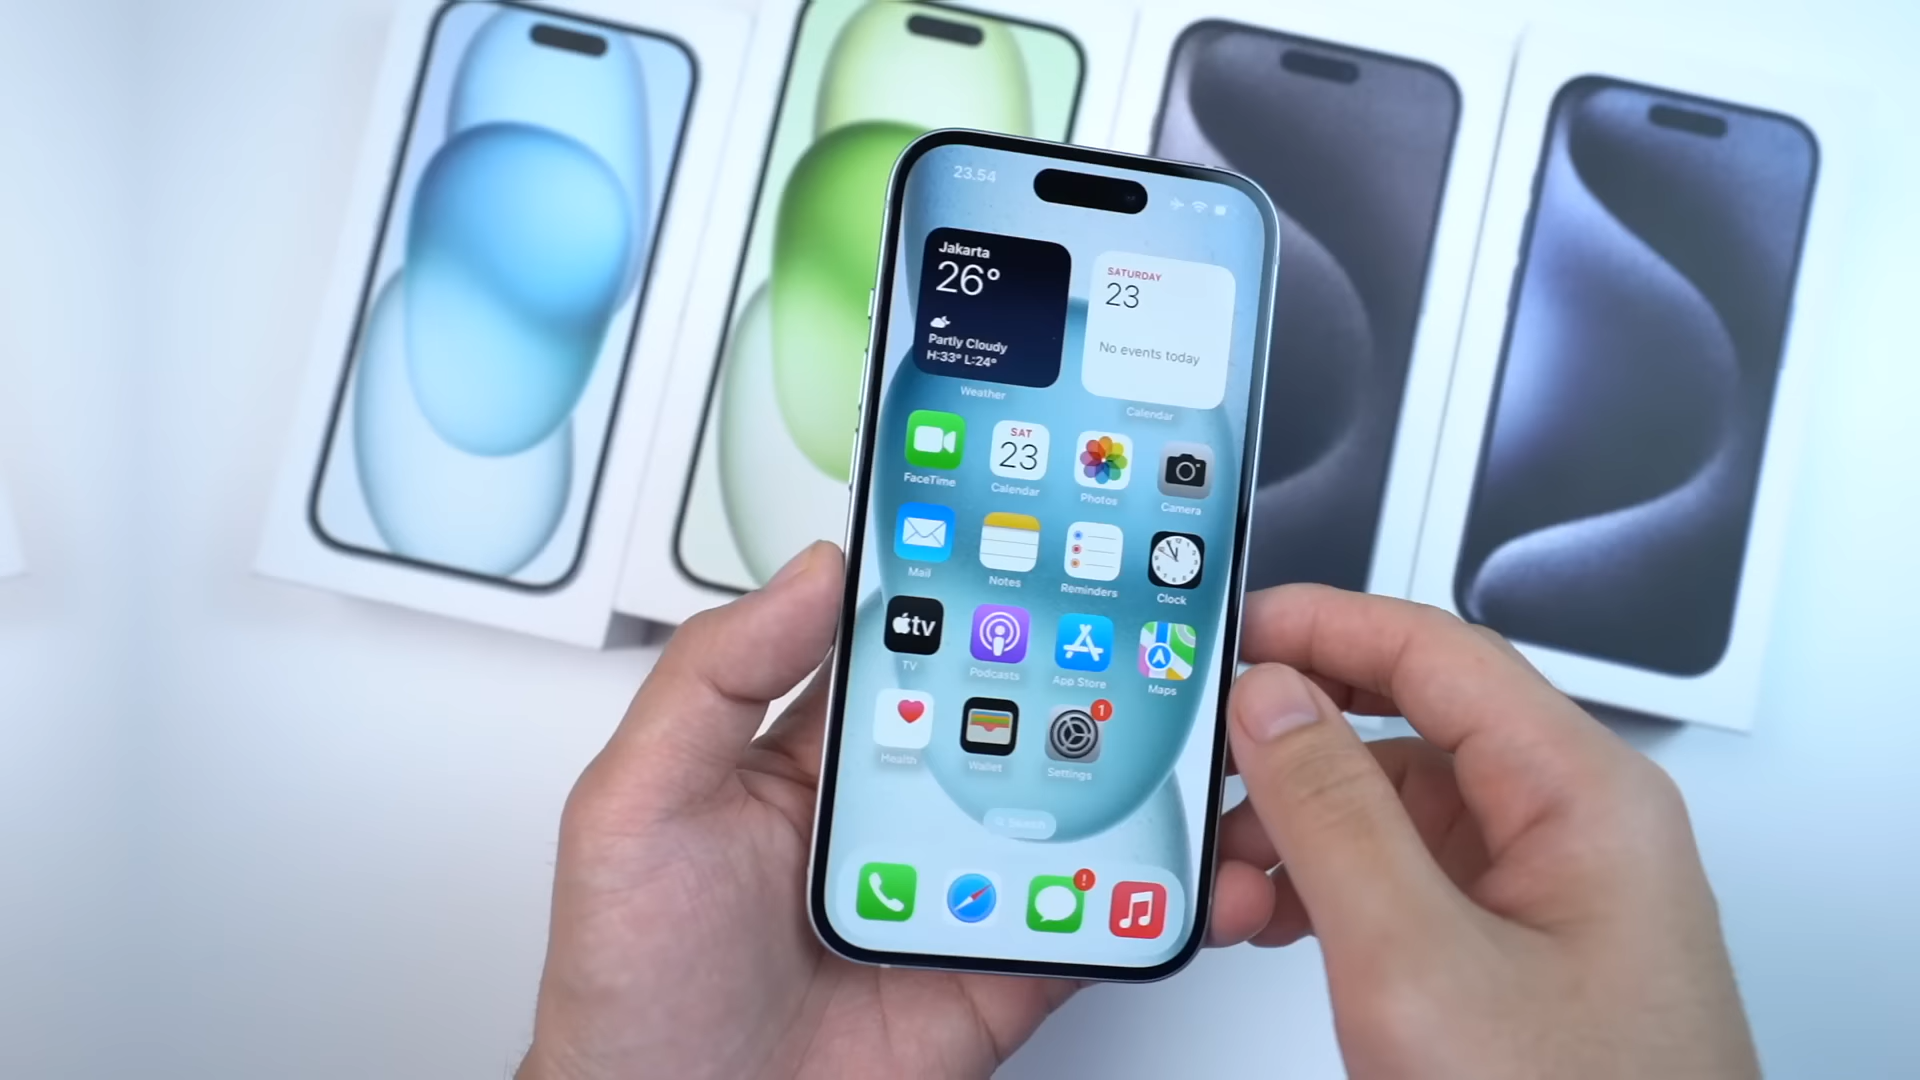 23.54
Jakarta
26°
Partly Cloudy
H:33° L:24°
Weather
SATURDAY
23
No events today
Calendar
FaceTime
SAT
23
Calendar
Photos
Camera
Mail
Notes
Reminders
Clock
tv
TV
Podcasts
App Store
Maps
Health
Wallet
1
Settings
Search
!